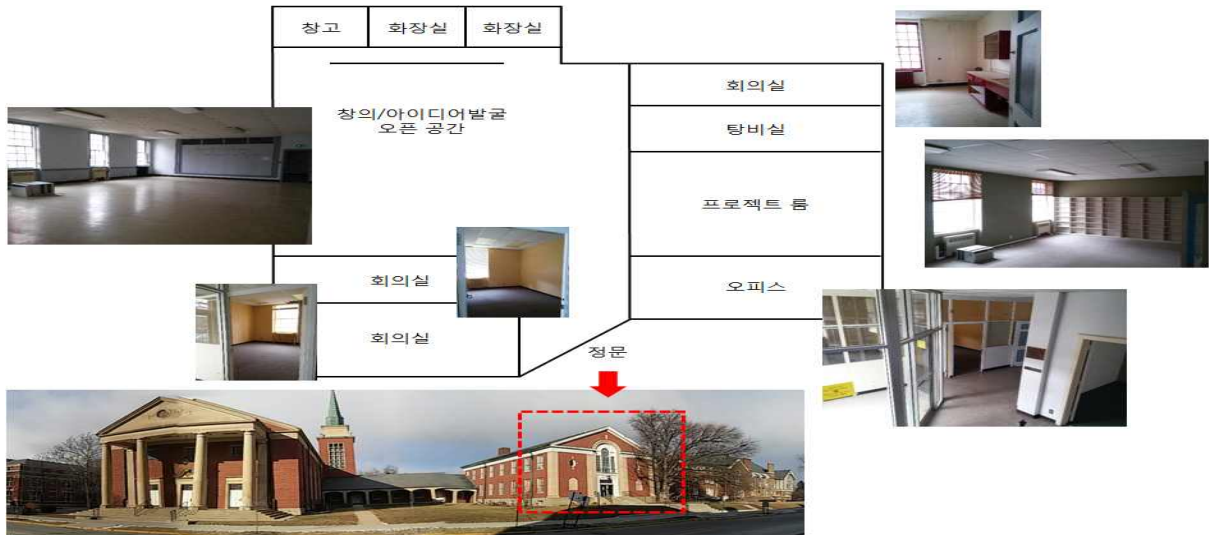 창고
화장실
화장실
회의실
창의/아이디어발굴
오픈 공간
탕비실
프로젝트 룸
회의실
오피스
회의실
정문